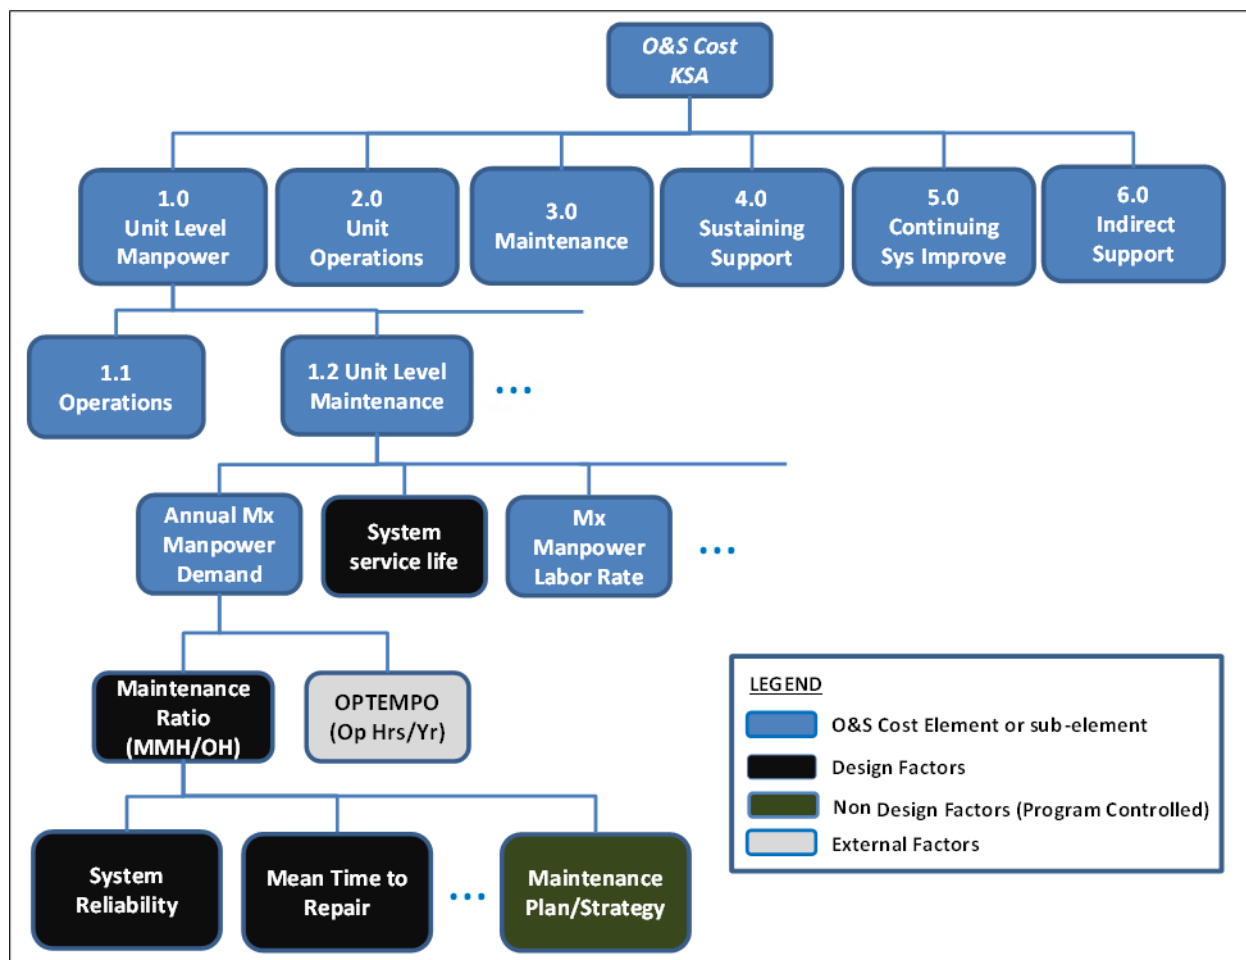 O&S Cost
KSA
1.0
Unit Level
Manpower
2.0
Unit
Operations
3.0
Maintenance
4.0
Sustaining
Support
5.0
Continuing
Sys Improve
6.0
Indirect
Support
1.1
Operations
1.2 Unit Level
Maintenance
...
Annual Mx
Manpower
Demand
System
service life
Mx
Manpower
Labor Rate
...
Maintenance
Ratio
(MMH/OH)
OPTEMPO
(Op Hrs/Yr)
System
Reliability
Mean Time to
Repair
...
Maintenance
Plan/Strategy
LEGEND
O&S Cost Element or sub-element
Design Factors
Non Design Factors (Program Controlled)
External Factors